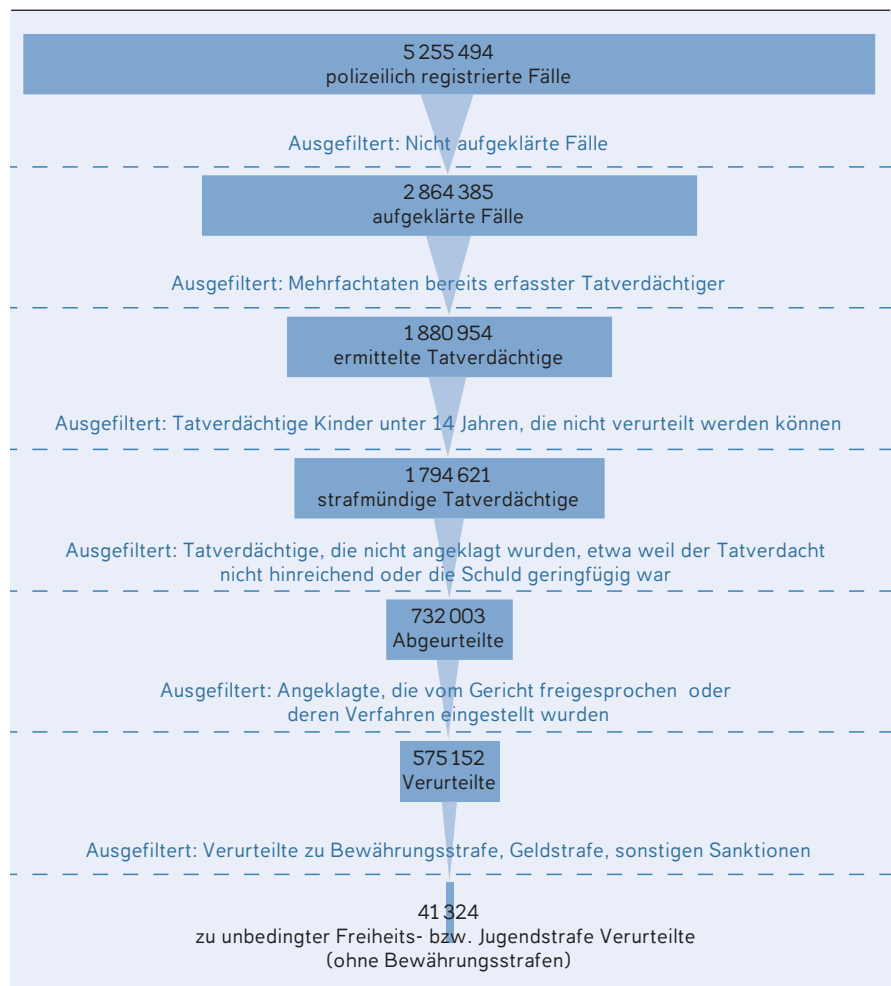 5 255 494
polizeilich registrierte Fälle
Ausgefiltert: Nicht aufgeklärte Fälle
2 864 385
aufgeklärte Fälle
Ausgefiltert: Mehrfachtaten bereits erfasster Tatverdächtiger
1 880 954
ermittelte Tatverdächtige
Ausgefiltert: Tatverdächtige Kinder unter 14 Jahren, die nicht verurteilt werden können
1 794 621
strafmündige Tatverdächtige
Ausgefiltert: Tatverdächtige, die nicht angeklagt wurden, etwa weil der Tatverdacht
nicht hinreichend oder die Schuld geringfügig war
732 003
Abgeurteilte
Ausgefiltert: Angeklagte, die vom Gericht freigesprochen oder
deren Verfahren eingestellt wurden
575 152
Verurteilte
Ausgefiltert: Verurteilte zu Bewährungsstrafe, Geldstrafe, sonstigen Sanktionen
41 324
zu unbedingter Freiheits- bzw. Jugendstrafe Verurteilte
(ohne Bewährungsstrafen)